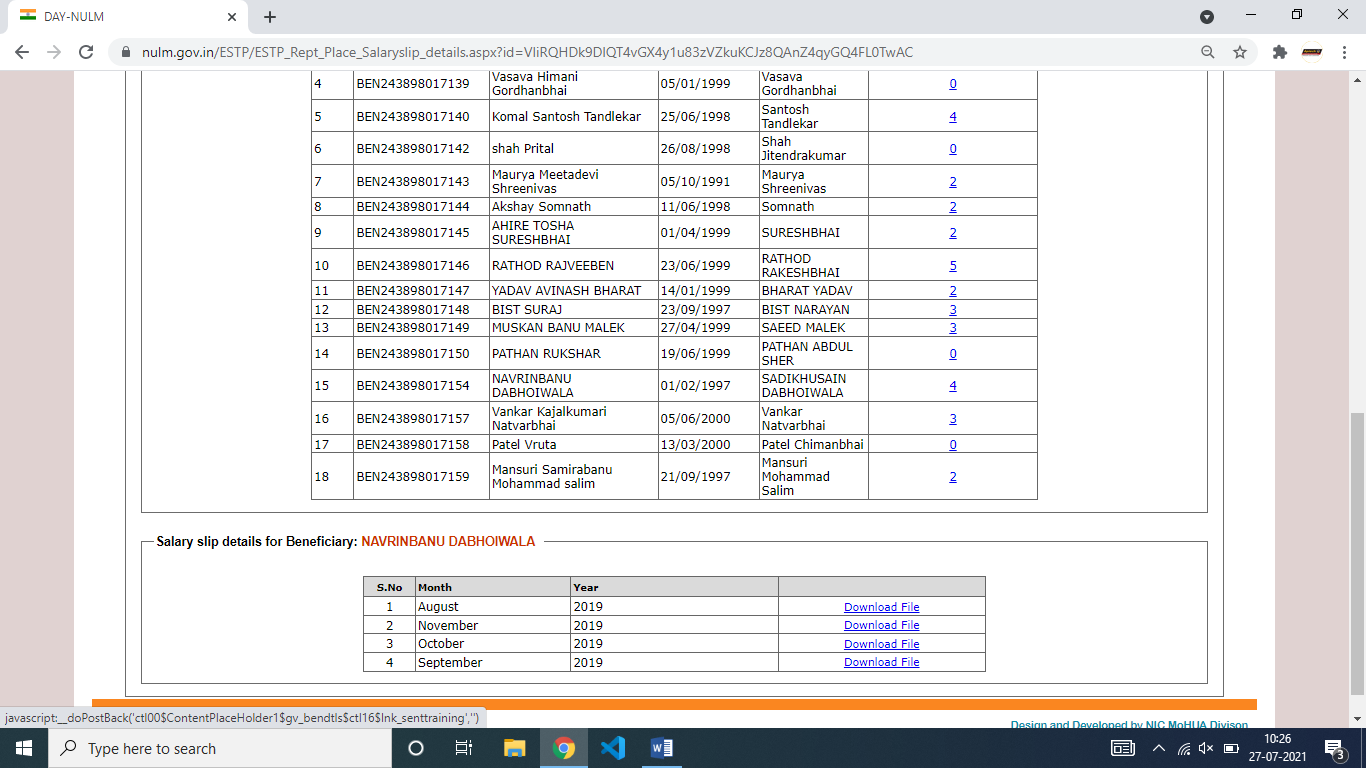 DAY-NULM
nulm.gov.in/ESTP/ESTP_Rept_Place_Salaryslip_details.aspx?id=VIiRQHDk9DlQT4vGX4y1u83zVZkuKCJz8QAnZ4qyGQ4FL0TwAC
4 BEN243898017139 Vasava Himani Gordhanbhai 05/01/1999 Vasava Gordhanbhai 0
5 BEN243898017140 Komal Santosh Tandlekar 25/06/1998 Santosh Tandlekar 4
6 BEN243898017142 shah Prital 26/08/1998 Shah Jitendrakumar 0
7 BEN243898017143 Maurya Meetadevi Shreenivas 05/10/1991 Maurya Shreenivas 2
8 BEN243898017144 Akshay Somnath 11/06/1998 Somnath 2
9 BEN243898017145 AHIRE TOSHA SURESHBHAI 01/04/1999 SURESHBHAI 2
10 BEN243898017146 RATHOD RAJVEEBEN 23/06/1999 RATHOD RAKESHBHAI 5
11 BEN243898017147 YADAV AVINASH BHARAT 14/01/1999 BHARAT YADAV 2
12 BEN243898017148 BIST SURAJ 23/09/1997 BIST NARAYAN 3
13 BEN243898017149 MUSKAN BANU MALEK 27/04/1999 SAEED MALEK 3
14 BEN243898017150 PATHAN RUKSHAR 19/06/1999 PATHAN ABDUL SHER 0
15 BEN243898017154 NAVRINBANU DABHOIWALA 01/02/1997 SADIKHUSAIN DABHOIWALA 4
16 BEN243898017157 Vankar Kajalkumari Natvarbhai 05/06/2000 Vankar Natvarbhai 3
17 BEN243898017158 Patel Vruta 13/03/2000 Patel Chimanbhai 0
18 BEN243898017159 Mansuri Samirabanu Mohammad salim 21/09/1997 Mansuri Mohammad Salim 2
Salary slip details for Beneficiary: NAVRINBANU DABHOIWALA
S.No Month Year
1 August 2019 Download File
2 November 2019 Download File
3 October 2019 Download File
4 September 2019 Download File
javascript:__doPostBack('ctl00$ContentPlaceHolder1$gv_bendtls$ctl16$lnk_senttraining','')
Design and Developed by NIC MoHUA Divison
Type here to search
10:26
27-07-2021
3